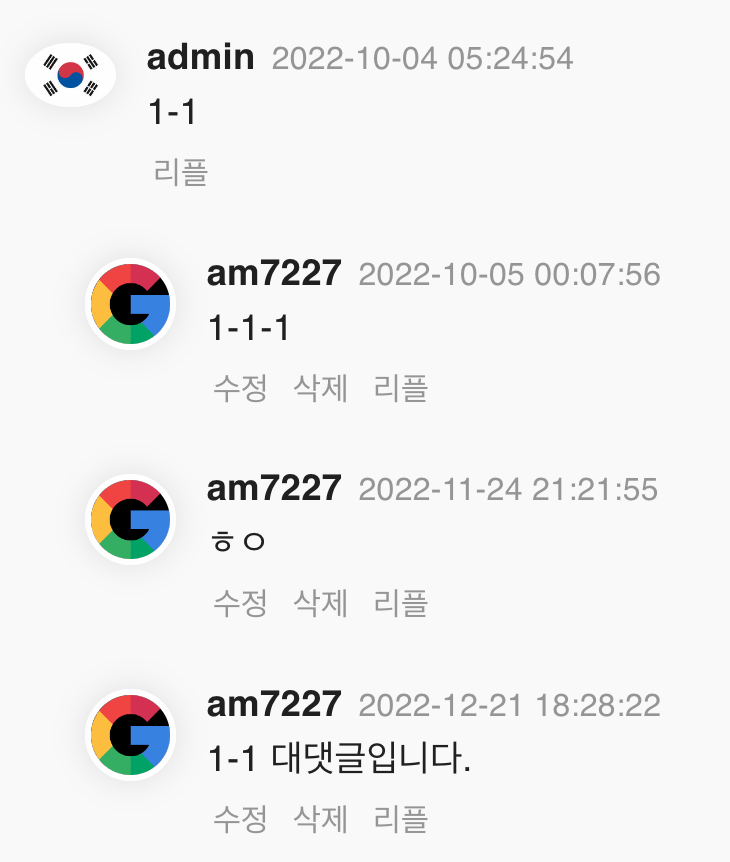 admin 2022-10-04 05:24:54
1-1
리플
am7227 2022-10-05 00:07:56
1-1-1
수정 삭제 리플
am7227 2022-11-24 21:21:55
ㅎㅇ
수정 삭제 리플
am7227 2022-12-21 18:28:22
1-1 대댓글입니다.
수정 삭제 리플